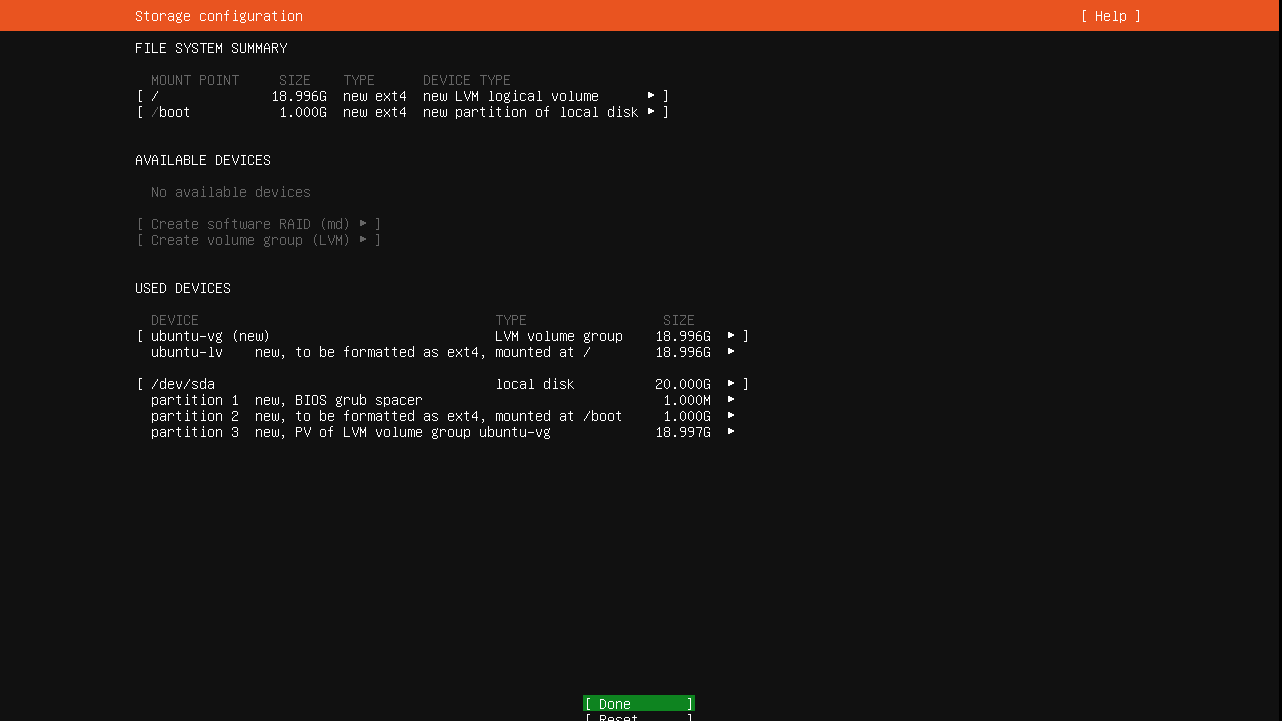 Storage configuration [ Help ]
FILE SYSTEM SUMMARY
MOUNT POINT SIZE TYPE DEVICE TYPE
[ / 18.996G new ext4 new LVM logical volume ▸ ]
[ /boot 1.000G new ext4 new partition of local disk ▸ ]
AVAILABLE DEVICES
No available devices
[ Create software RAID (md) ▸ ]
[ Create volume group (LVM) ▸ ]
USED DEVICES
DEVICE TYPE SIZE
[ ubuntu-vg (new) LVM volume group 18.996G ▸ ]
ubuntu-lv new, to be formatted as ext4, mounted at / 18.996G ▸
[ /dev/sda local disk 20.000G ▸ ]
partition 1 new, BIOS grub spacer 1.000M ▸
partition 2 new, to be formatted as ext4, mounted at /boot 1.000G ▸
partition 3 new, PV of LVM volume group ubuntu-vg 18.997G ▸
[ Done ]
[ Reset ]